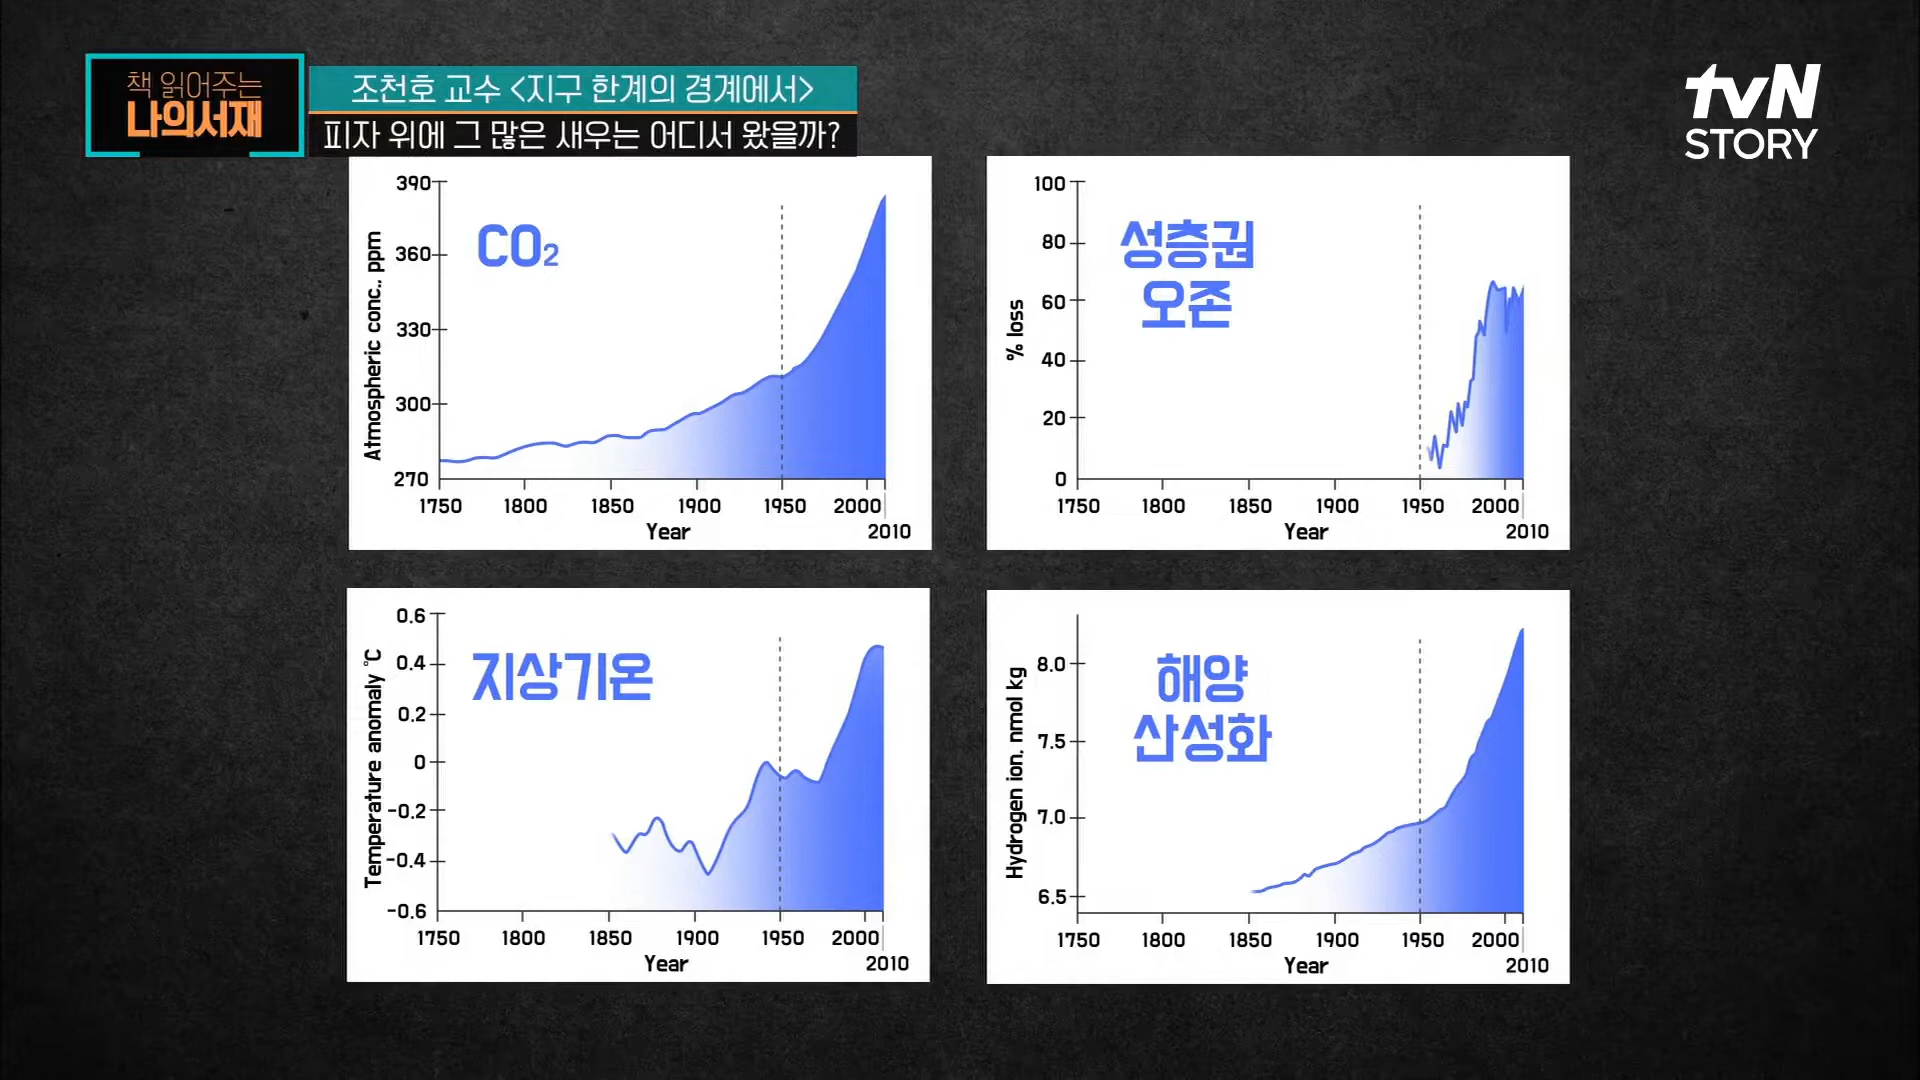 책 읽어주는
나의서재
조천호 교수 <지구 한계의 경계에서>
피자 위에 그 많은 새우는 어디서 왔을까?
tvN
STORY
CO₂
Atmospheric conc., ppm
390
360
330
300
270
1750 1800 1850 1900 1950 2000
2010
Year
성층권
오존
% loss
100
80
60
40
20
0
1750 1800 1850 1900 1950 2000
2010
Year
지상기온
Temperature anomaly °C
0.6
0.4
0.2
0
-0.2
-0.4
-0.6
1750 1800 1850 1900 1950 2000
2010
Year
해양
산성화
Hydrogen ion, nmol kg
8.0
7.5
7.0
6.5
1750 1800 1850 1900 1950 2000
2010
Year